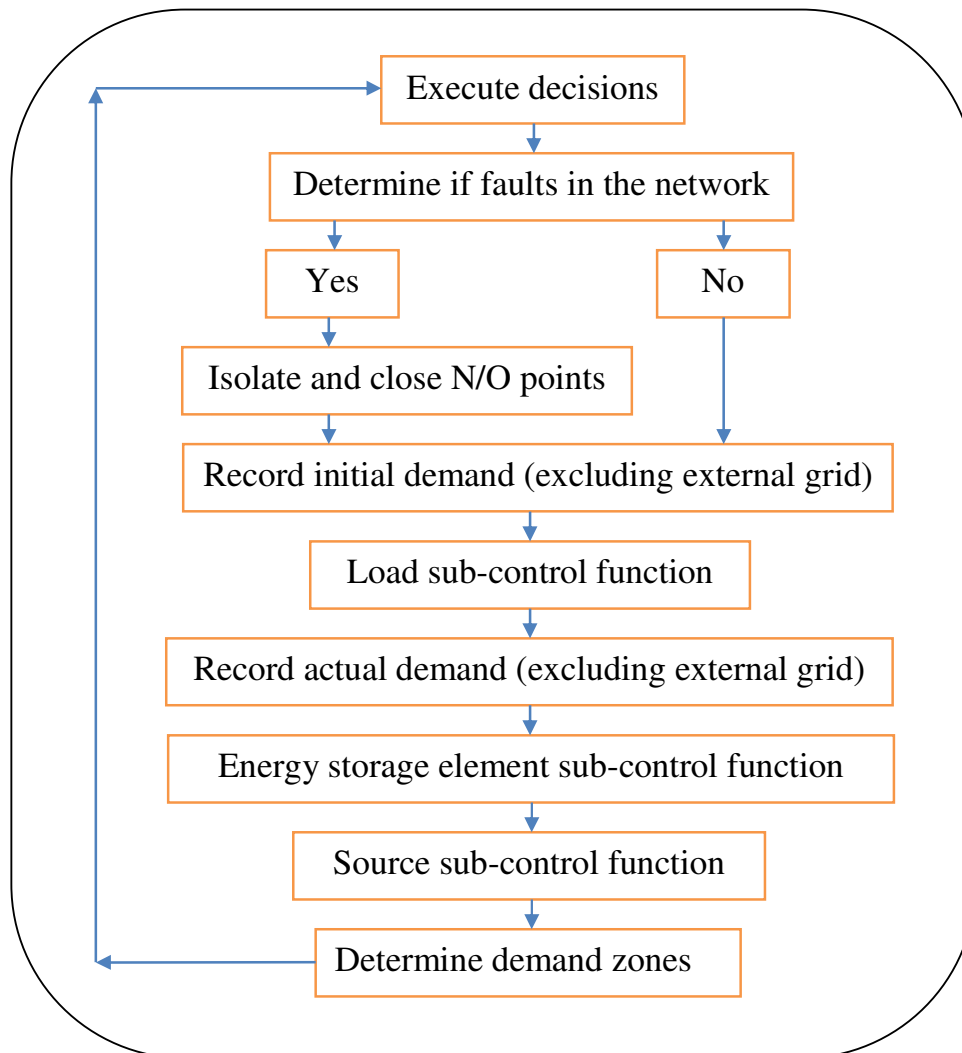 Execute decisions
Determine if faults in the network
Yes
No
Isolate and close N/O points
Record initial demand (excluding external grid)
Load sub-control function
Record actual demand (excluding external grid)
Energy storage element sub-control function
Source sub-control function
Determine demand zones